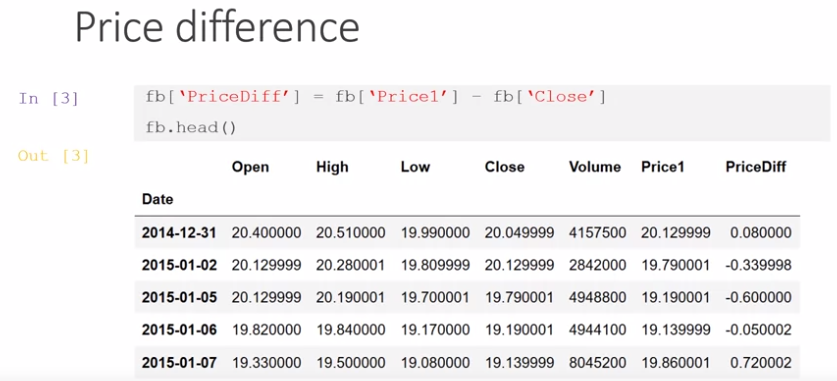 Price difference
In [3] fb[‘PriceDiff’] = fb[‘Price1’] – fb[‘Close’]
fb.head()
Out [3]
Open High Low Close Volume Price1 PriceDiff
Date
2014-12-31 20.400000 20.510000 19.990000 20.049999 4157500 20.129999 0.080000
2015-01-02 20.129999 20.280001 19.809999 20.129999 2842000 19.790001 -0.339998
2015-01-05 20.129999 20.190001 19.700001 19.790001 4948800 19.190001 -0.600000
2015-01-06 19.820000 19.840000 19.170000 19.190001 4944100 19.139999 -0.050002
2015-01-07 19.330000 19.500000 19.080000 19.139999 8045200 19.860001 0.720002